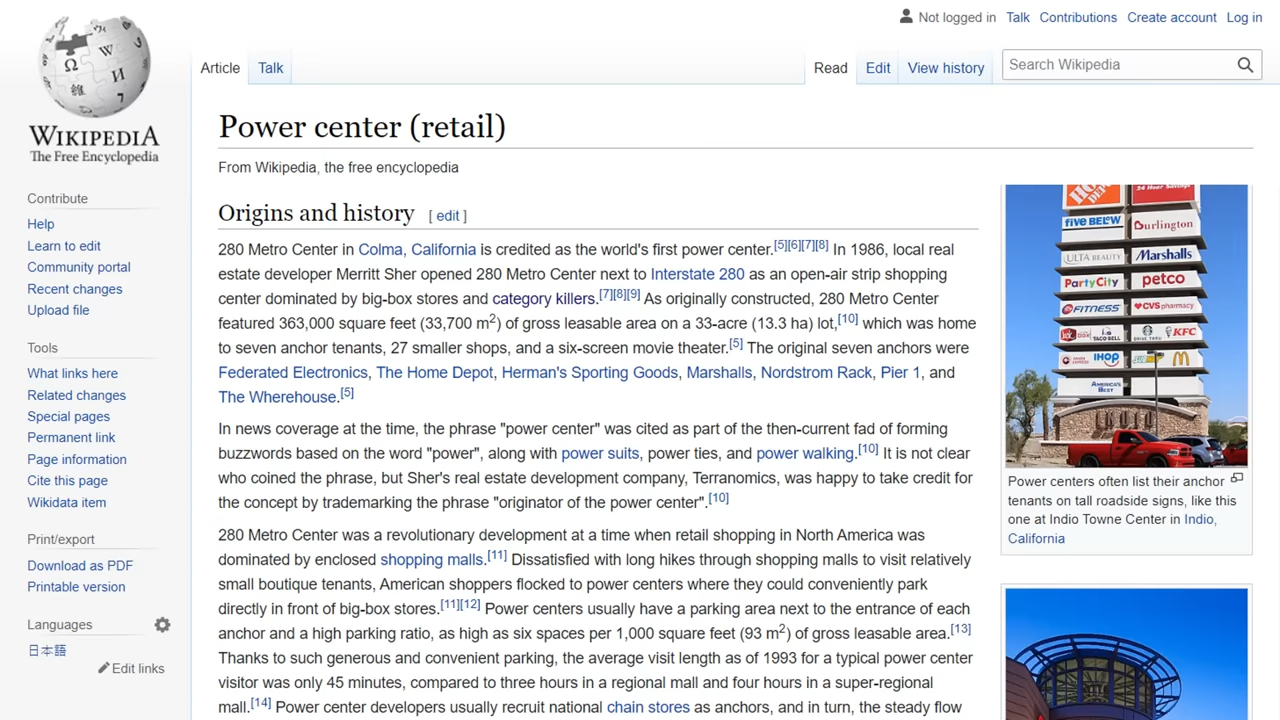 Not logged in Talk Contributions Create account Log in
Article Talk Read Edit View history Search Wikipedia
WIKIPEDIA
The Free Encyclopedia
Contribute
Help
Learn to edit
Community portal
Recent changes
Upload file
Tools
What links here
Related changes
Special pages
Permanent link
Page information
Cite this page
Wikidata item
Print/export
Download as PDF
Printable version
Languages
日本語
Edit links
Power center (retail)
From Wikipedia, the free encyclopedia
Origins and history [ edit ]
280 Metro Center in Colma, California is credited as the world's first power center.[5][6][7][8] In 1986, local real
estate developer Merritt Sher opened 280 Metro Center next to Interstate 280 as an open-air strip shopping
center dominated by big-box stores and category killers.[7][8][9] As originally constructed, 280 Metro Center
featured 363,000 square feet (33,700 m²) of gross leasable area on a 33-acre (13.3 ha) lot,[10] which was home
to seven anchor tenants, 27 smaller shops, and a six-screen movie theater.[5] The original seven anchors were
Federated Electronics, The Home Depot, Herman's Sporting Goods, Marshalls, Nordstrom Rack, Pier 1, and
The Wherehouse.[5]
In news coverage at the time, the phrase "power center" was cited as part of the then-current fad of forming
buzzwords based on the word "power", along with power suits, power ties, and power walking.[10] It is not clear
who coined the phrase, but Sher's real estate development company, Terranomics, was happy to take credit for
the concept by trademarking the phrase "originator of the power center".[10]
280 Metro Center was a revolutionary development at a time when retail shopping in North America was
dominated by enclosed shopping malls.[11] Dissatisfied with long hikes through shopping malls to visit relatively
small boutique tenants, American shoppers flocked to power centers where they could conveniently park
directly in front of big-box stores.[11][12] Power centers usually have a parking area next to the entrance of each
anchor and a high parking ratio, as high as six spaces per 1,000 square feet (93 m²) of gross leasable area.[13]
Thanks to such generous and convenient parking, the average visit length as of 1993 for a typical power center
visitor was only 45 minutes, compared to three hours in a regional mall and four hours in a super-regional
mall.[14] Power center developers usually recruit national chain stores as anchors, and in turn, the steady flow
24 Hour Savings
five BELOW Burlington
ULTA BEAUTY Marshalls
PartyCity petco
FITNESS CVS pharmacy
TACO BELL KFC
IHOP
AMERICA'S BEST
Power centers often list their anchor
tenants on tall roadside signs, like this
one at Indio Towne Center in Indio,
California